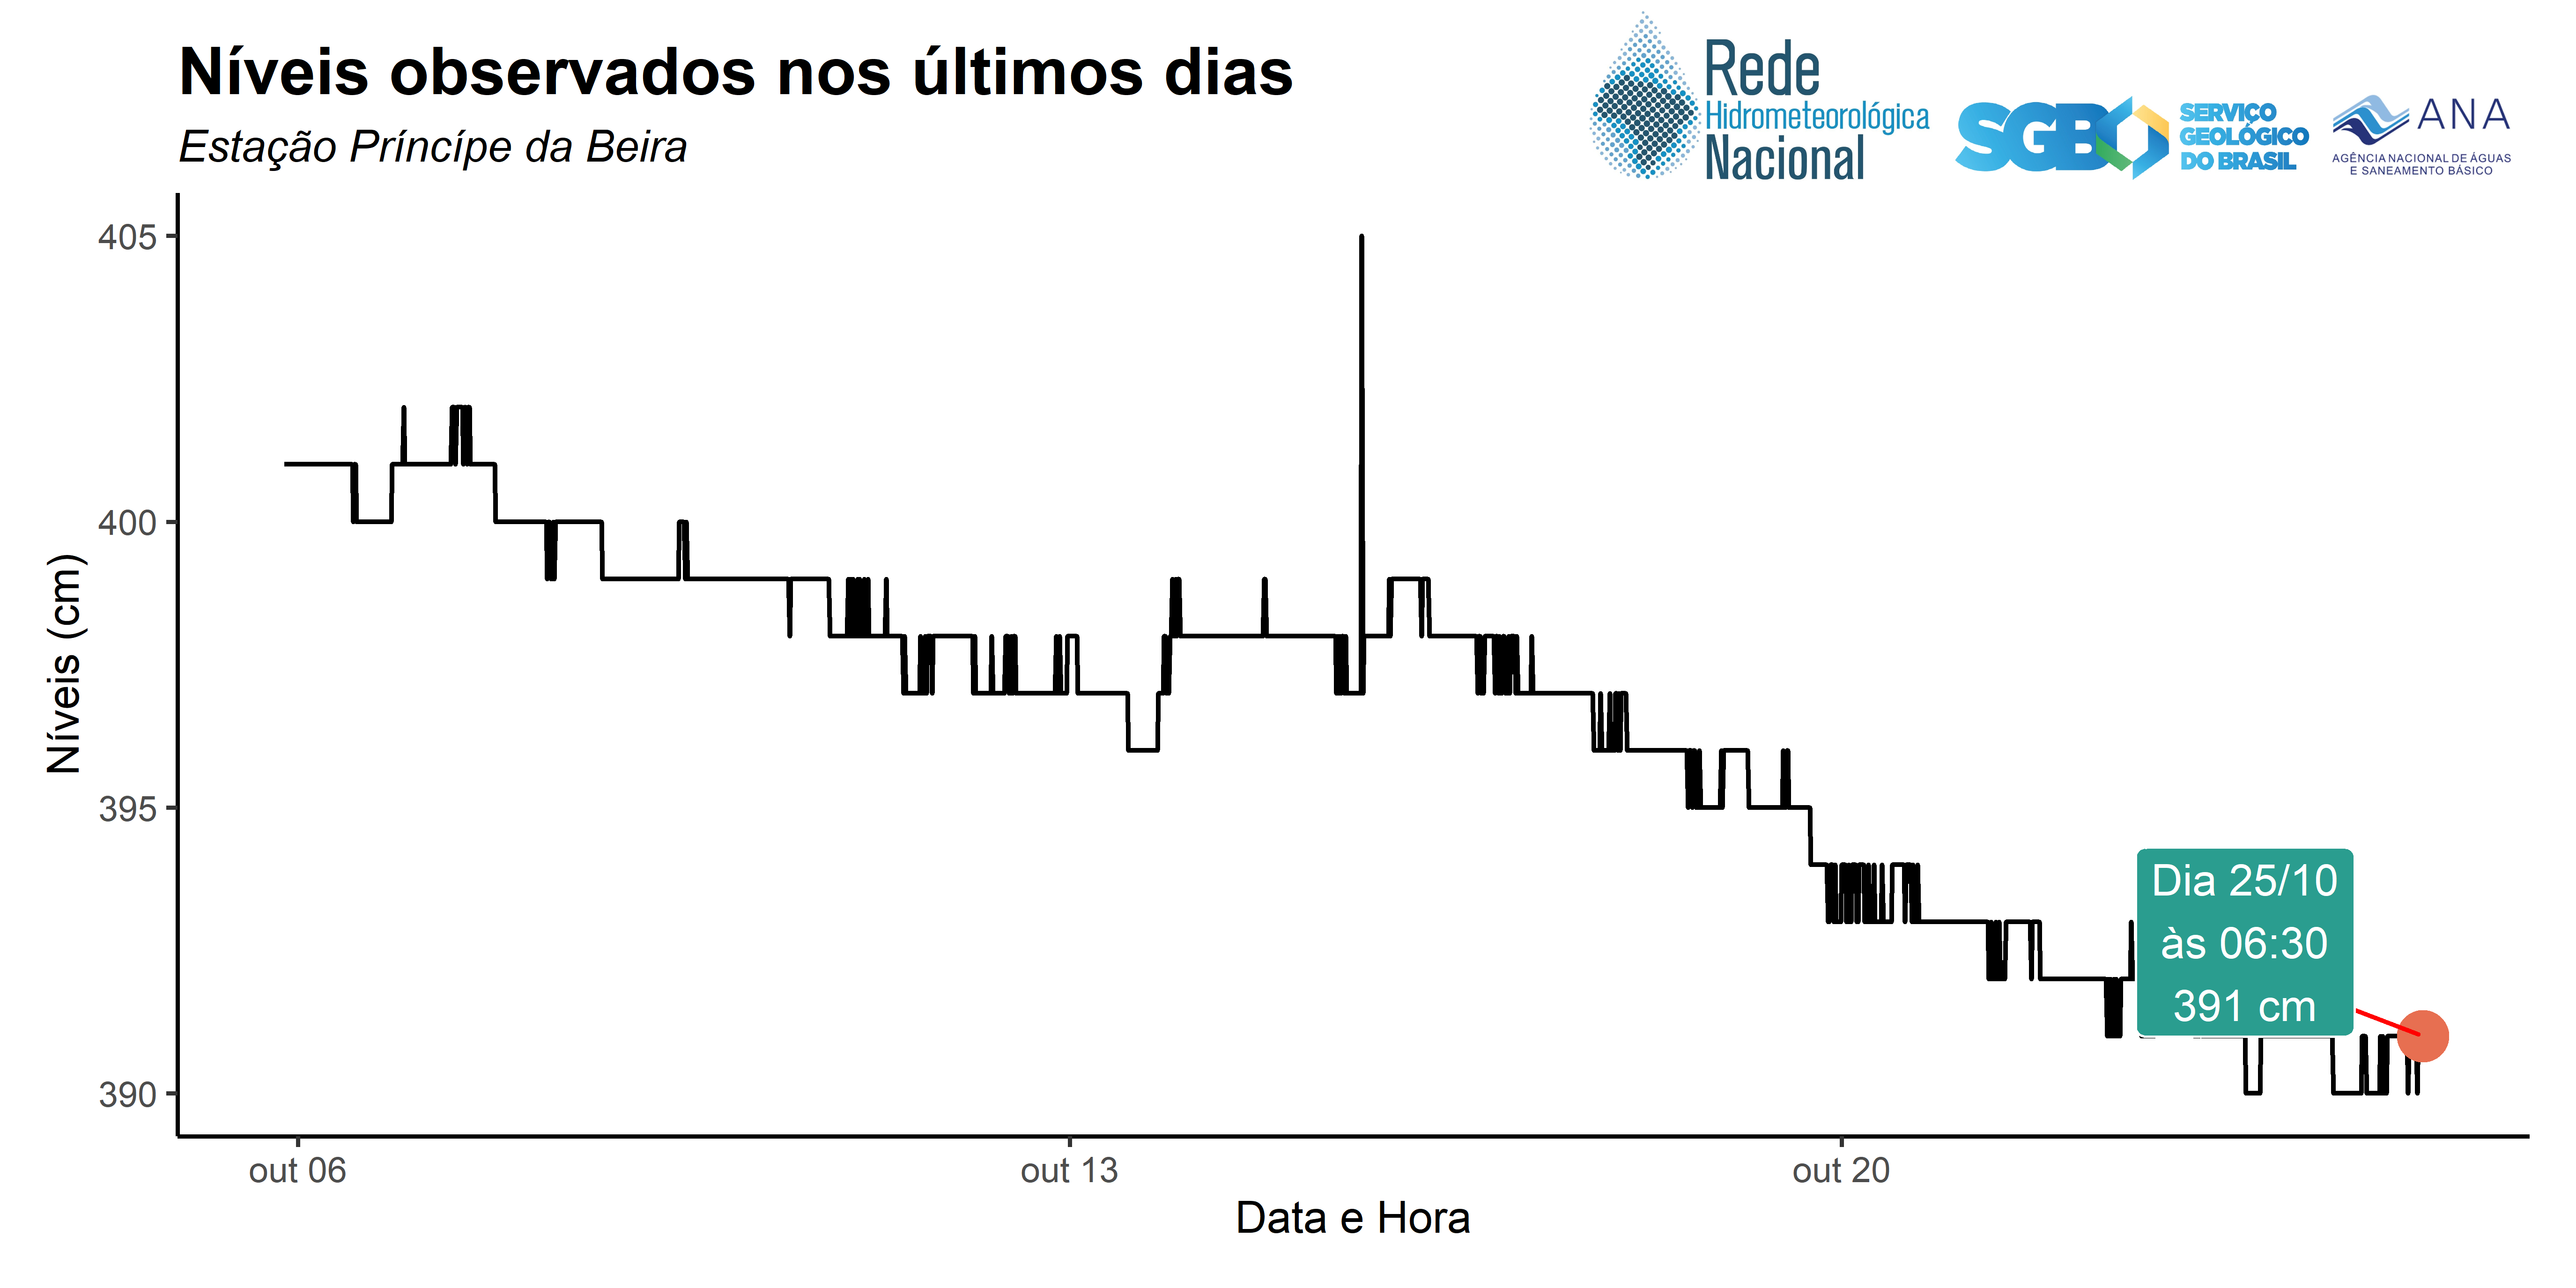 Níveis observados nos últimos dias
Estação Príncípe da Beira
Rede
Hidrometeorológica
Nacional
SGB
SERVIÇO
GEOLÓGICO
DO BRASIL
ANA
AGÊNCIA NACIONAL DE ÁGUAS
E SANEAMENTO BÁSICO
Níveis (cm)
405
400
395
390
Dia 25/10
às 06:30
391 cm
out 06
out 13
out 20
Data e Hora